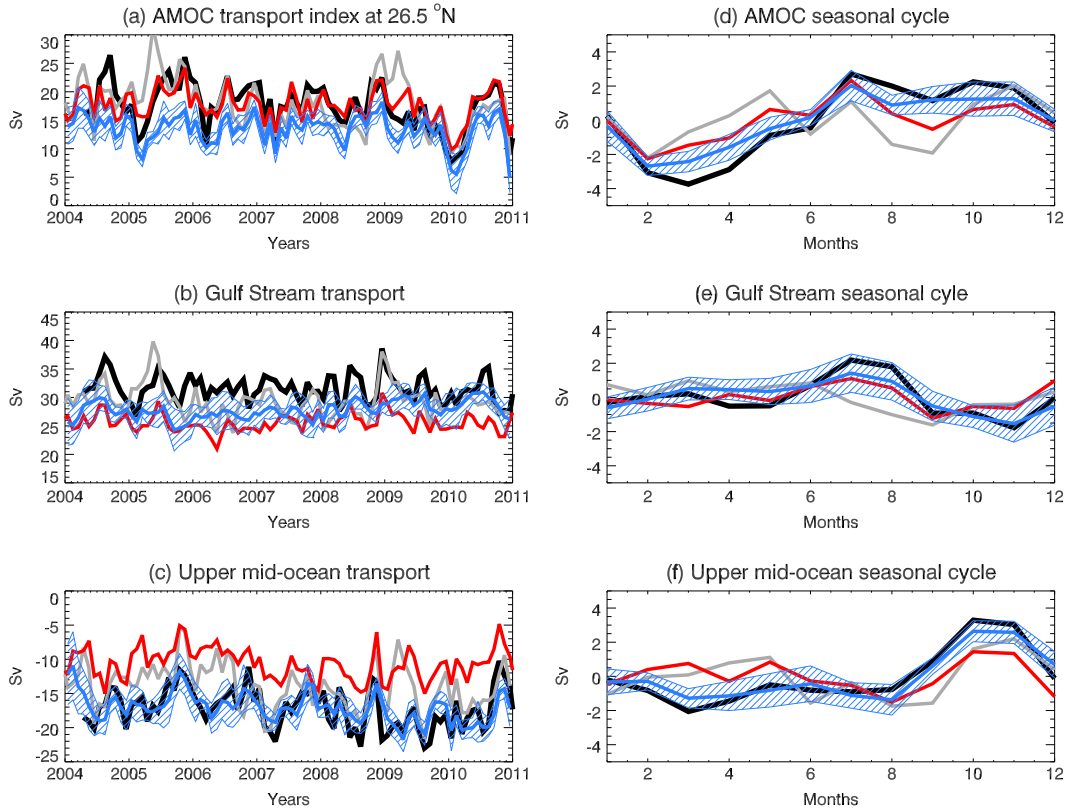 (a) AMOC transport index at 26.5 °N
30
25
20
15
10
5
0
Sv
2004 2005 2006 2007 2008 2009 2010 2011
Years
(d) AMOC seasonal cycle
4
2
0
-2
-4
Sv
2 4 6 8 10 12
Months
(b) Gulf Stream transport
45
40
35
30
25
30
15
Sv
2004 2005 2006 2007 2008 2009 2010 2011
Years
(e) Gulf Stream seasonal cyle
4
2
0
-2
-4
Sv
2 4 6 8 10 12
Months
(c) Upper mid-ocean transport
0
-5
-10
-15
-20
-25
Sv
2004 2005 2006 2007 2008 2009 2010 2011
Years
(f) Upper mid-ocean seasonal cycle
4
2
0
-2
-4
Sv
2 4 6 8 10 12
Months